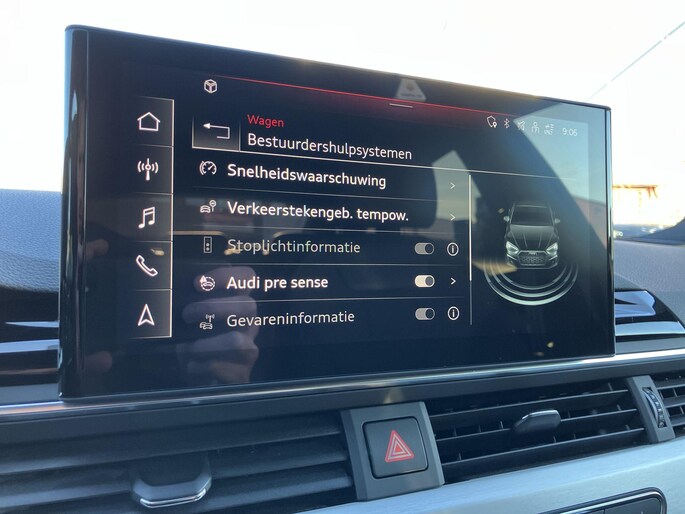 Wagen
9:06
Bestuurdershulpsystemen
Snelheidswaarschuwing
Verkeerstekengeb. tempow.
Stoplichtinformatie
Audi pre sense
Gevareninformatie